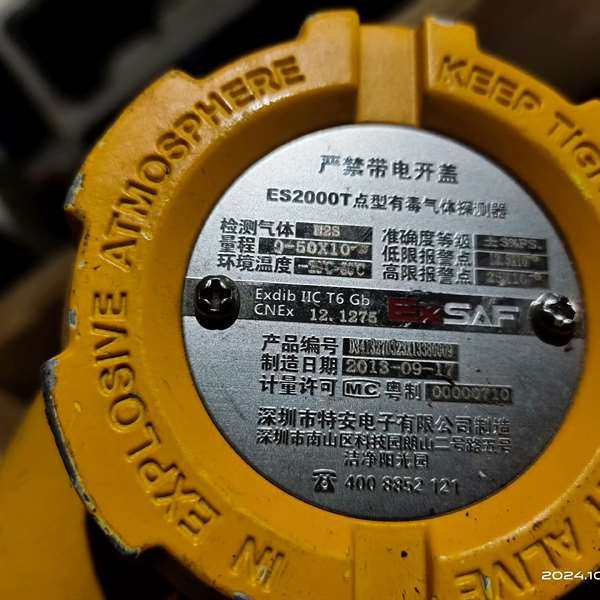 IN EXPLOSIVE ATMOSPHERE
KEEP TIGH
ALIVE
严禁带电开盖
ES2000T点型有毒气体探测器
检测气体 H2S
准确度等级 ±5%FS.
量程 0-50X10
低限报警点
环境温度
高限报警点
Exdib IIC T6 Gb
CNEx 12.1275
ExSAF
产品编号
制造日期 2013-09-17
计量许可 MC 粤制 00000710
深圳市特安电子有限公司制造
深圳市南山区科技园朗山二号路五号
洁净阳光园
400 8852 121
2024.10